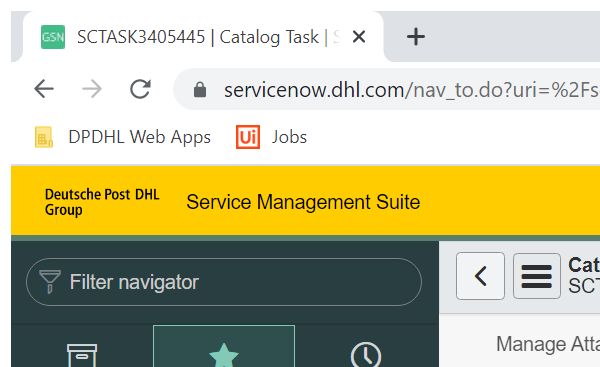 GSN SCTASK3405445 | Catalog Task |
servicenow.dhl.com/nav_to.do?uri=%2Fs
DPDHL Web Apps Ui Jobs
Deutsche Post DHL
Group
Service Management Suite
Filter navigator
Cat
SCT
Manage Atta